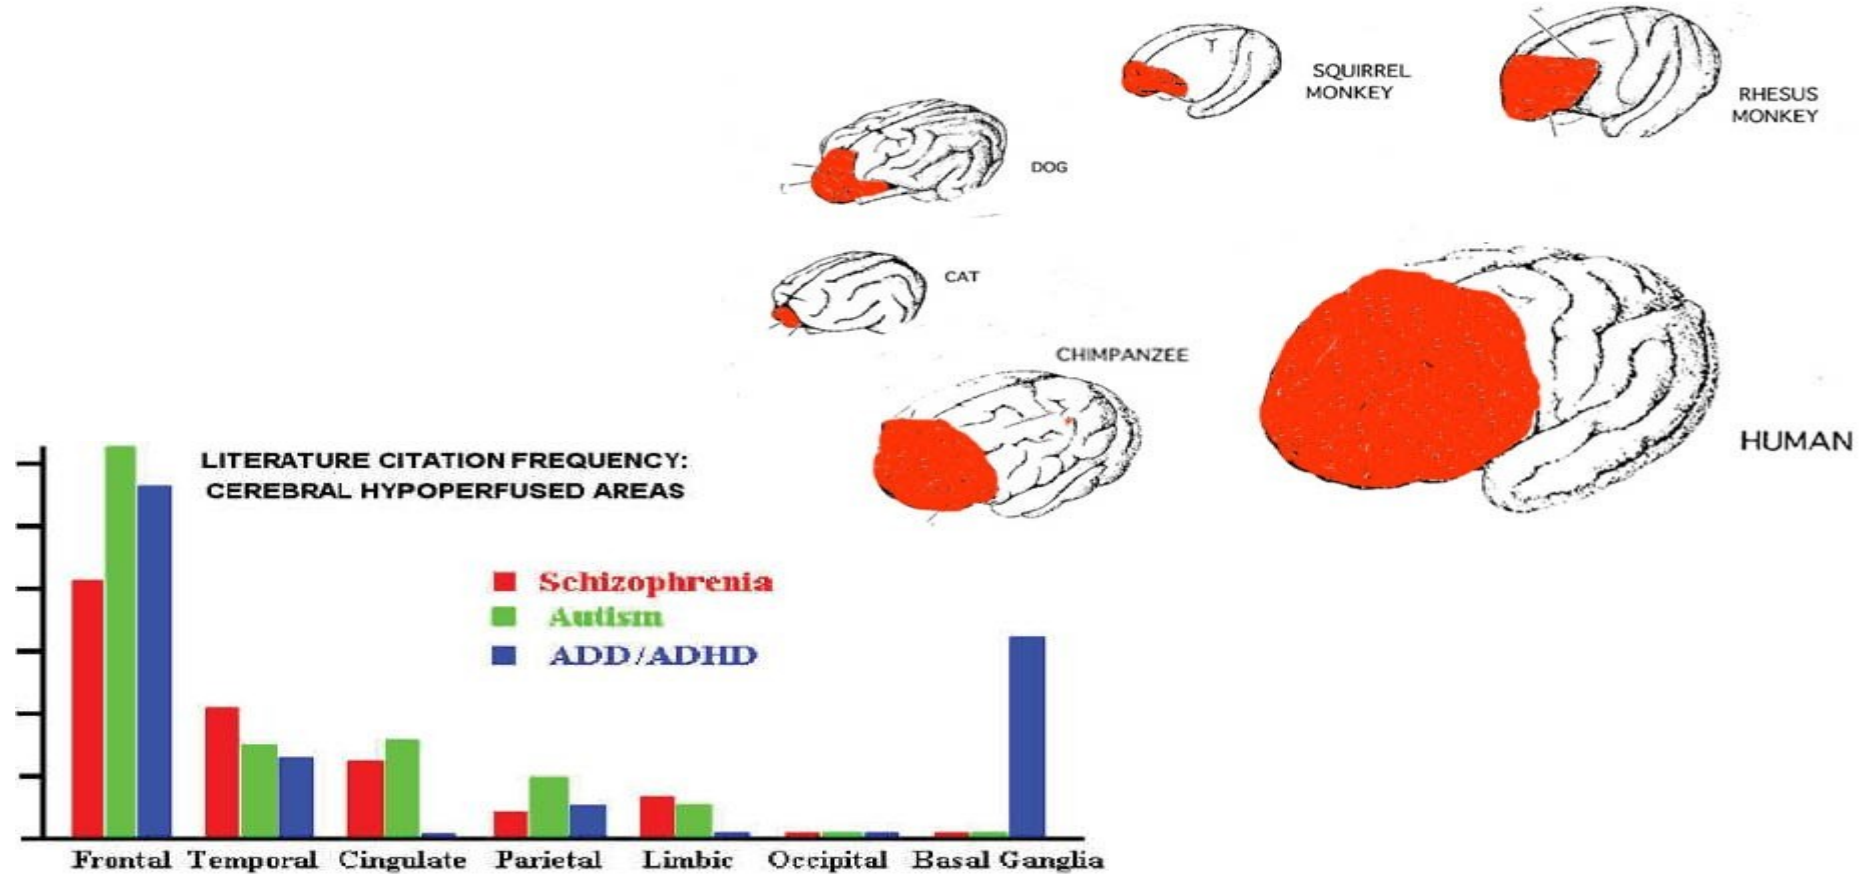 SQUIRREL
MONKEY
RHESUS
MONKEY
DOG
CAT
CHIMPANZEE
HUMAN
LITERATURE CITATION FREQUENCY:
CEREBRAL HYPOPERFUSED AREAS
Schizophrenia
Autism
ADD/ADHD
Frontal Temporal Cingulate Parietal Limbic Occipital Basal Ganglia